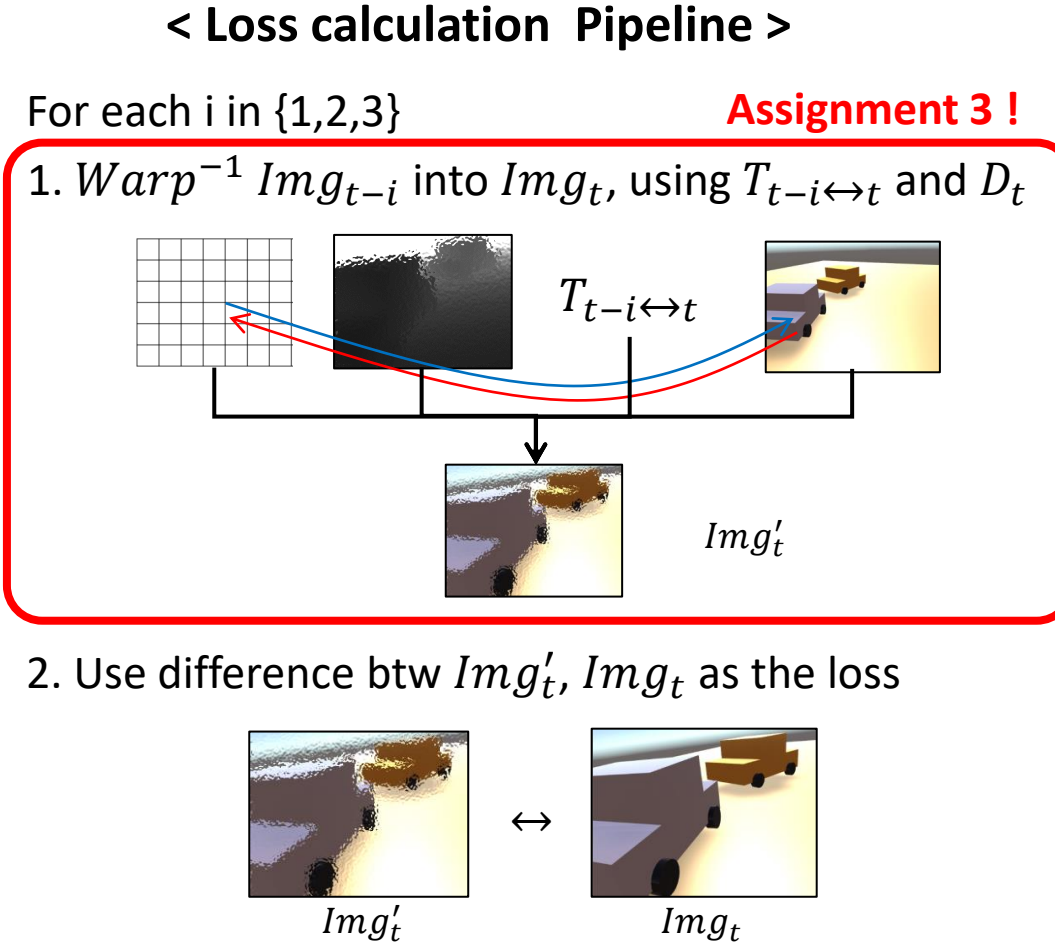 < Loss calculation Pipeline >
For each i in {1,2,3}
Assignment 3 !
1. $Warp^{-1}$ $Img_{t-i}$ into $Img_t$, using $T_{t-i↔t}$ and $D_t$
$T_{t-i↔t}$
$Img'_t$
2. Use difference btw $Img'_t$, $Img_t$ as the loss
↔
$Img'_t$
$Img_t$